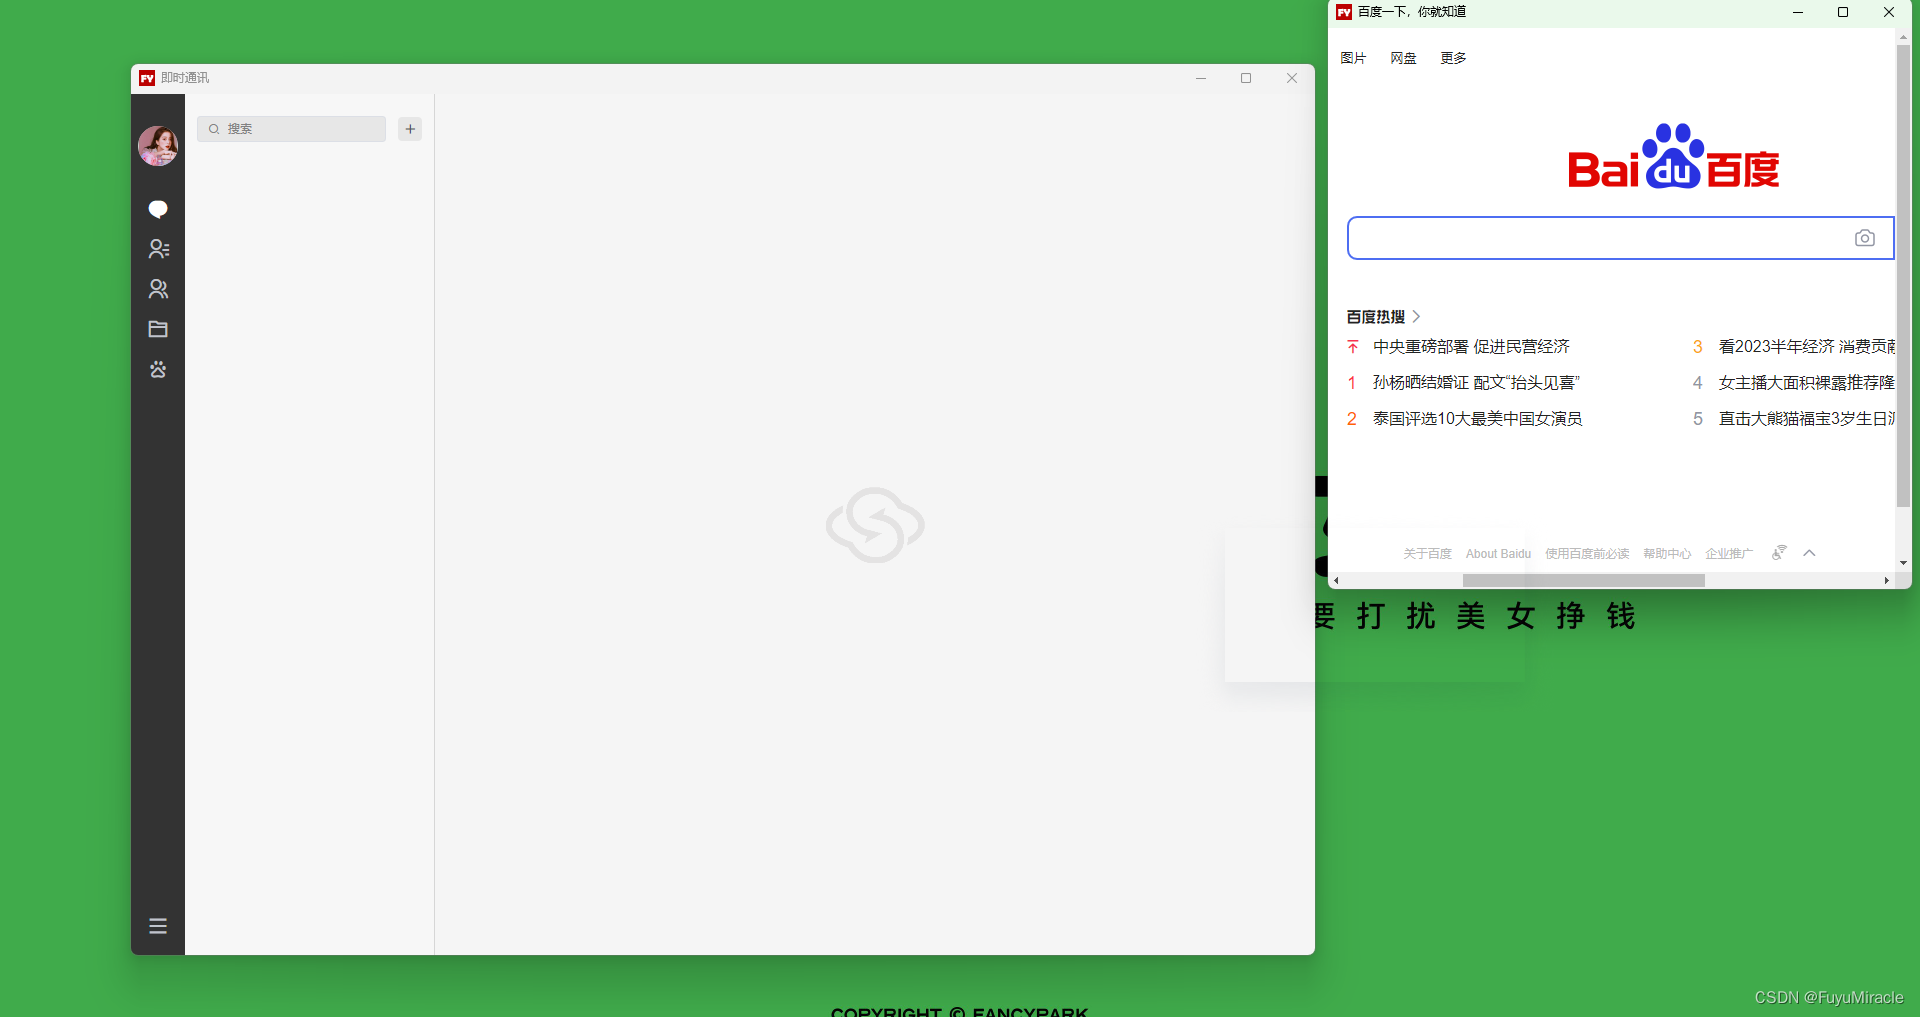 FY 即时通讯
搜索
FY 百度一下，你就知道
图片 网盘 更多
Bai du 百度
百度热搜
中央重磅部署 促进民营经济
1 孙杨晒结婚证 配文“抬头见喜”
2 泰国评选10大最美中国女演员
3 看2023半年经济 消费贡献
4 女主播大面积裸露推荐隆
5 直击大熊猫福宝3岁生日派
关于百度 About Baidu 使用百度前必读 帮助中心 企业推广
要打扰美女挣钱
COPYRIGHT © FANCYPARK
CSDN @FuyuMiracle